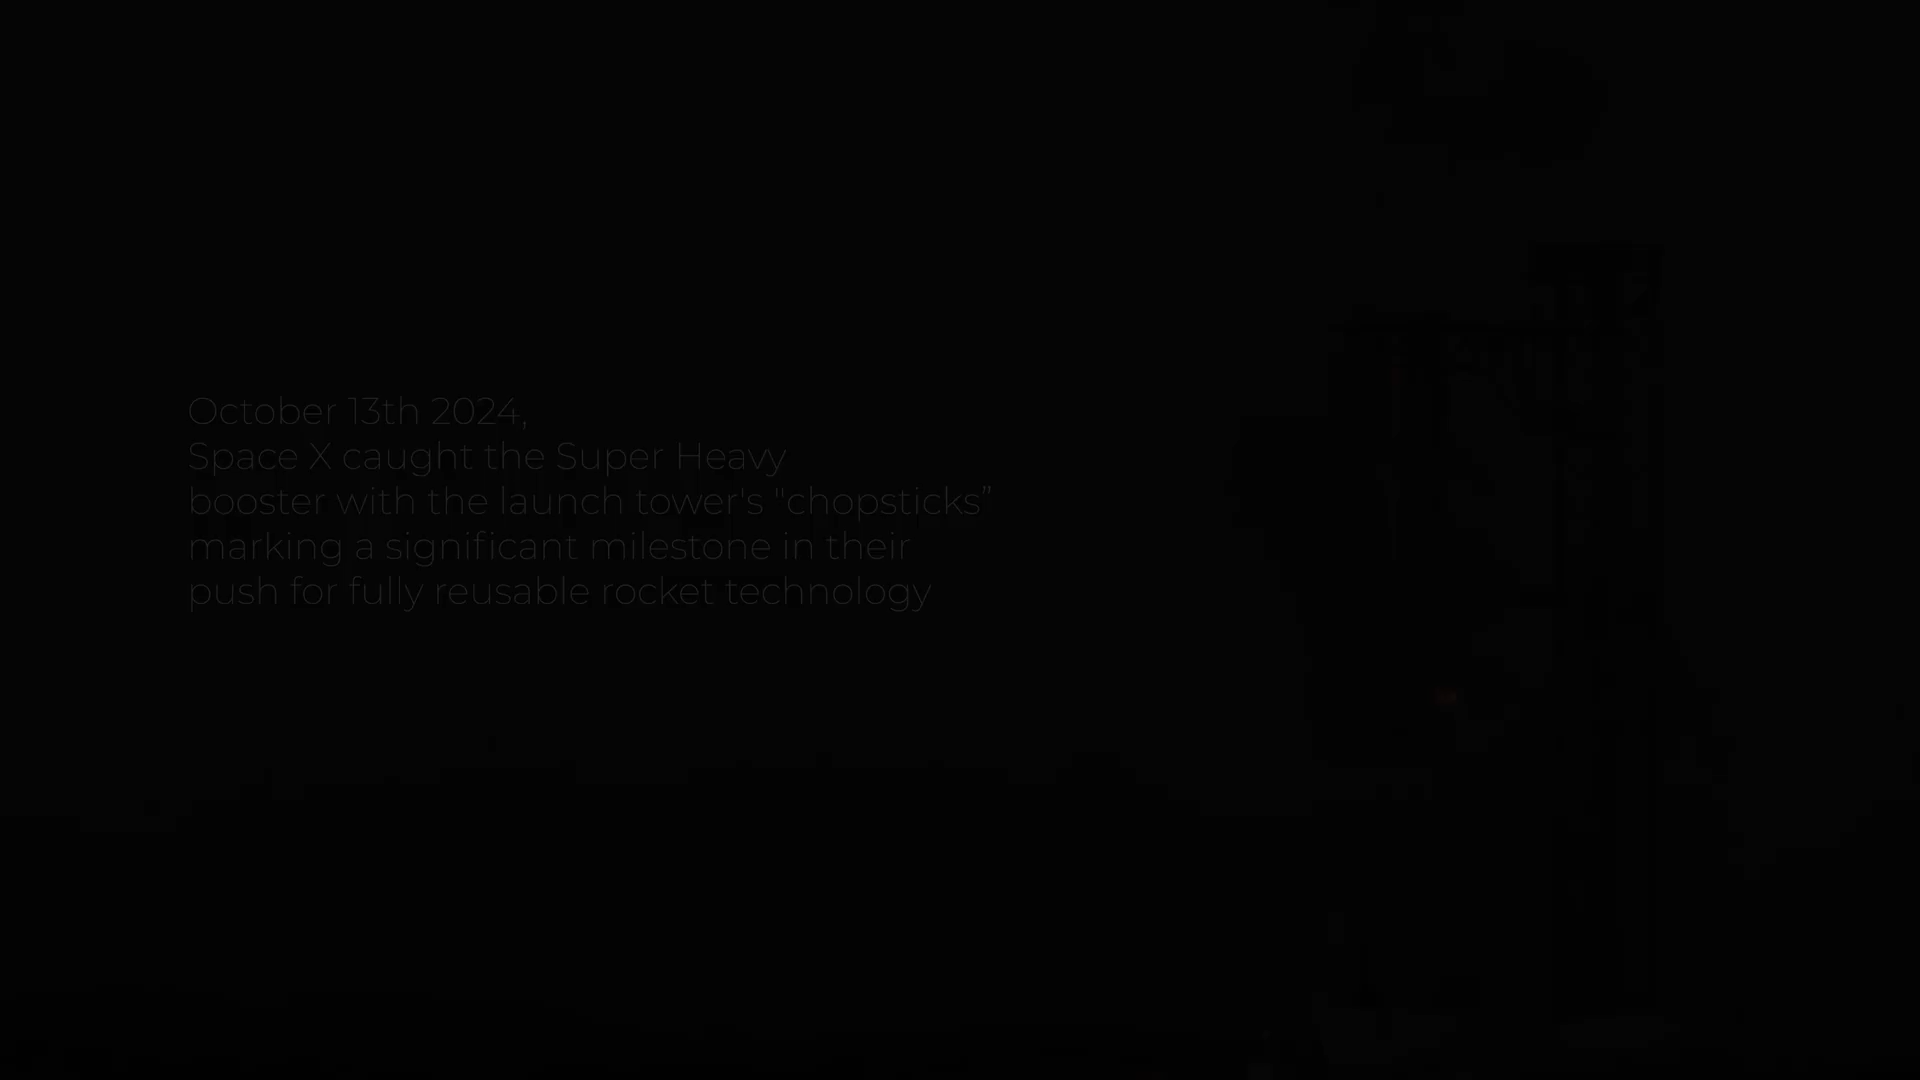 October 13th 2024,
Space X caught the Super Heavy
booster with the launch tower's "chopsticks”
marking a significant milestone in their
push for fully reusable rocket technology